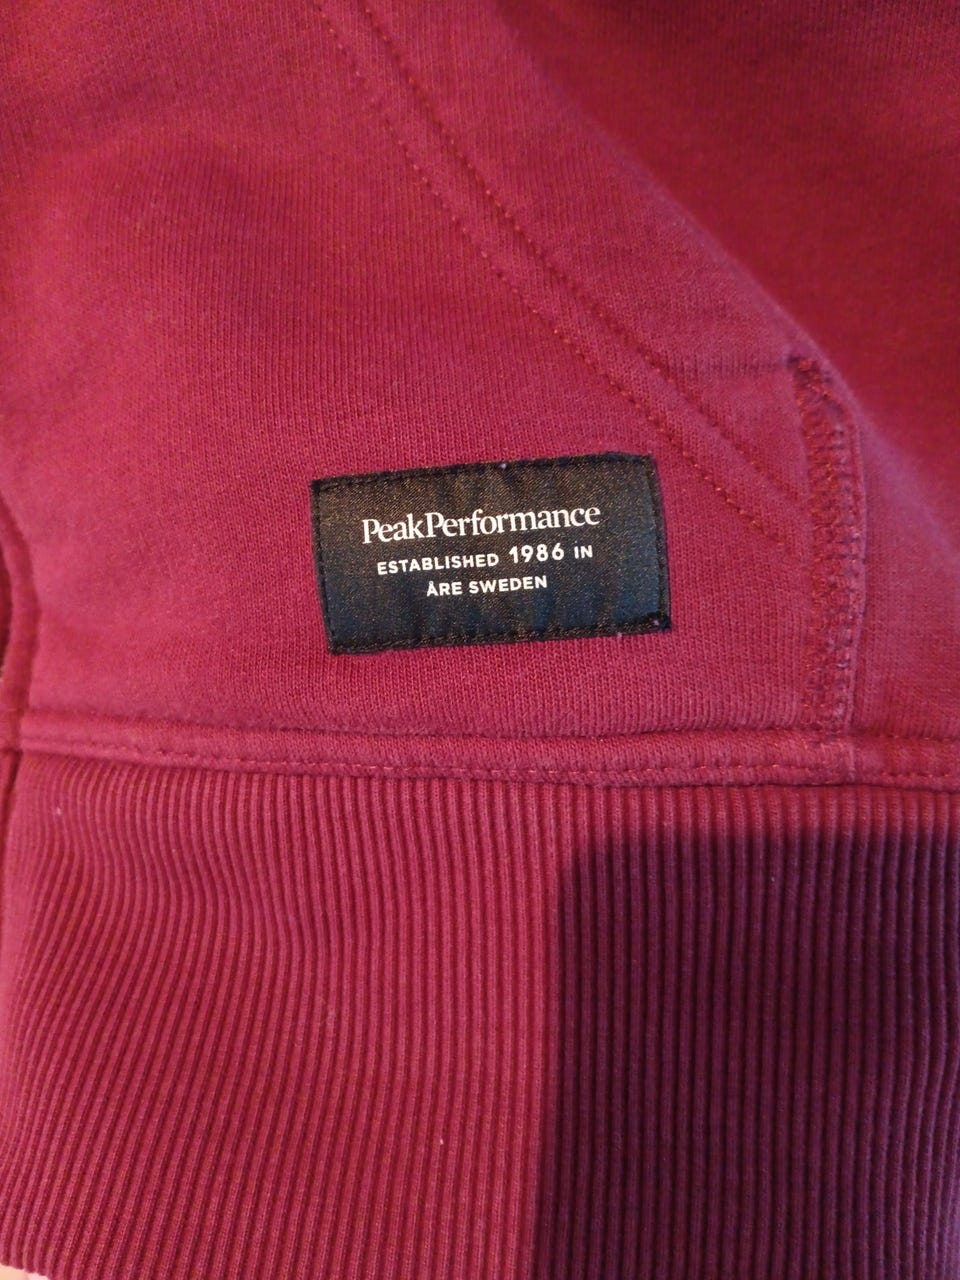 PeakPerformance
ESTABLISHED 1986 IN
ÅRE SWEDEN